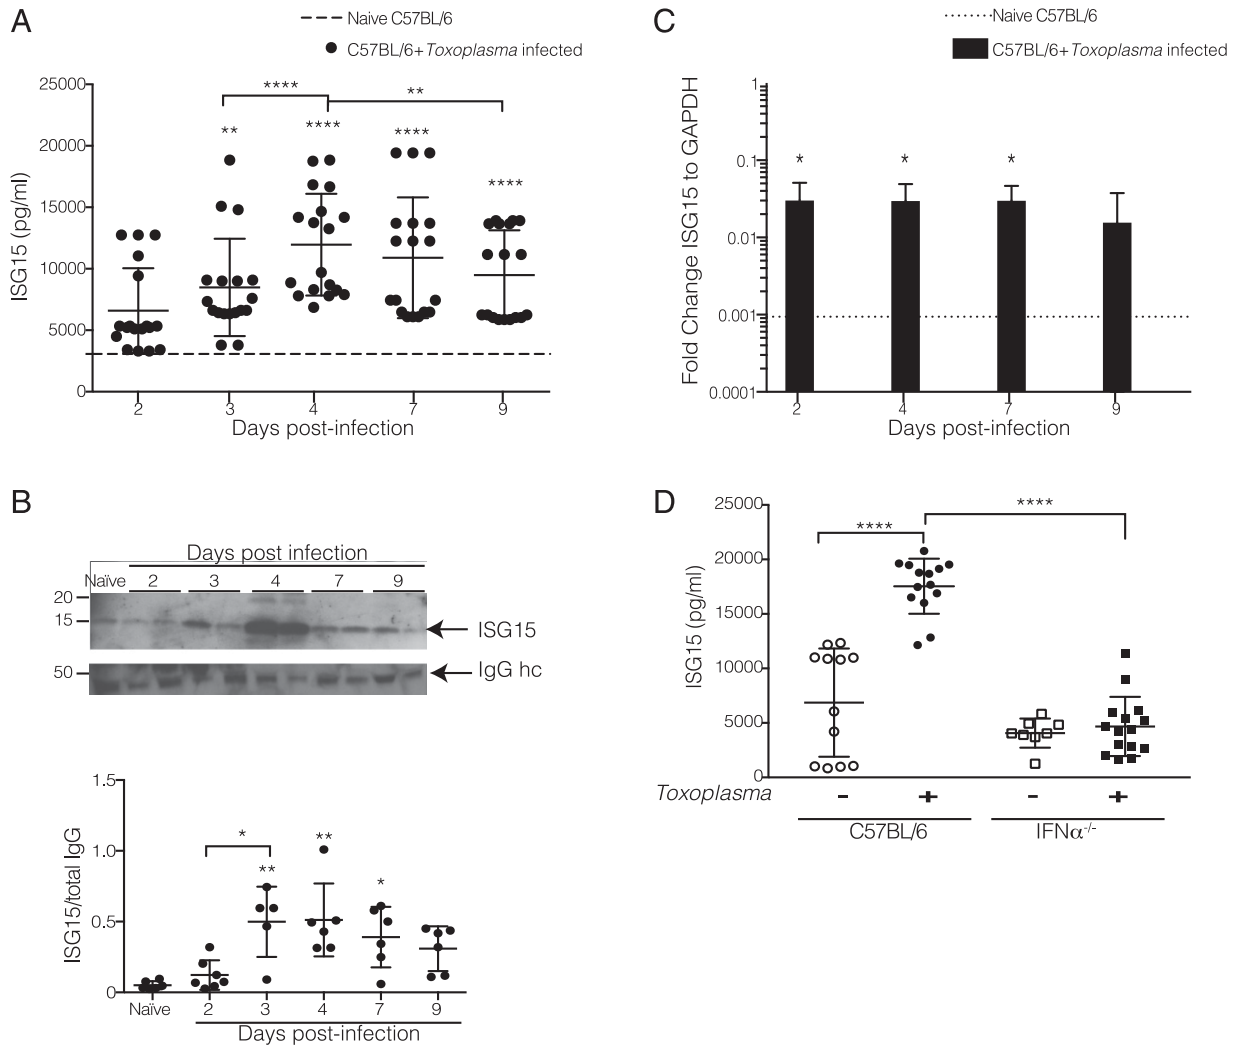 A
Naive C57BL/6
C57BL/6+Toxoplasma infected
ISG15 (pg/ml)
25000
20000
15000
10000
5000
0
****
**
**
****
****
****
2 3 4 7 9
Days post-infection
C
Naive C57BL/6
C57BL/6+Toxoplasma infected
Fold Change ISG15 to GAPDH
1
0.1
0.01
0.001
0.0001
* * *
2 4 7 9
Days post-infection
B
Days post infection
Naïve 2 3 4 7 9
20
15
ISG15
50
IgG hc
ISG15/total IgG
1.5
1.0
0.5
0
*
**
**
*
Naïve 2 3 4 7 9
Days post-infection
D
ISG15 (pg/ml)
25000
20000
15000
10000
5000
0
****
****
Toxoplasma - + - +
C57BL/6 IFNα-/-